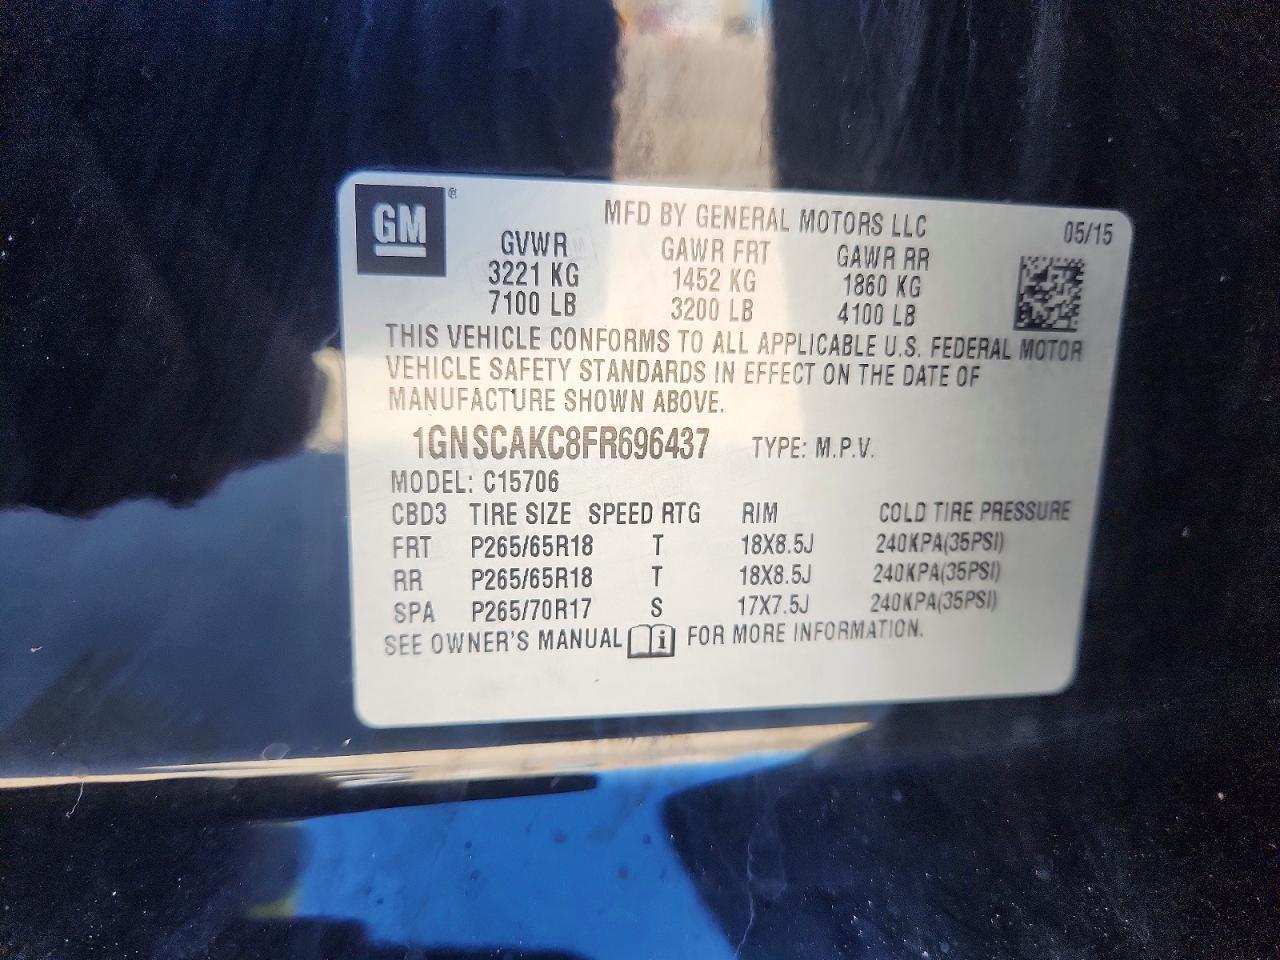 GM ®
MFD BY GENERAL MOTORS LLC 05/15
GVWR GAWR FRT GAWR RR
3221 KG 1452 KG 1860 KG
7100 LB 3200 LB 4100 LB
THIS VEHICLE CONFORMS TO ALL APPLICABLE U.S. FEDERAL MOTOR
VEHICLE SAFETY STANDARDS IN EFFECT ON THE DATE OF
MANUFACTURE SHOWN ABOVE.
1GNSCAKC8FR696437 TYPE: M.P.V.
MODEL: C15706
CBD3 TIRE SIZE SPEED RTG RIM COLD TIRE PRESSURE
FRT P265/65R18 T 18X8.5J 240KPA(35PSI)
RR P265/65R18 T 18X8.5J 240KPA(35PSI)
SPA P265/70R17 S 17X7.5J 240KPA(35PSI)
SEE OWNER'S MANUAL i FOR MORE INFORMATION.